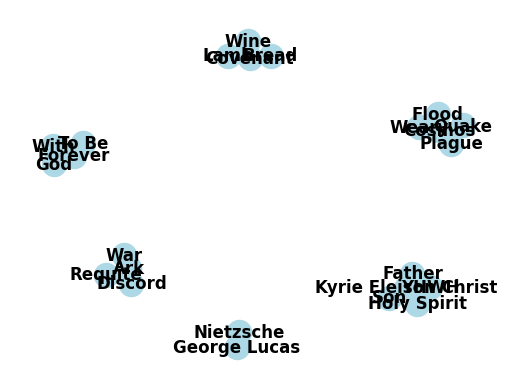 Wine
Lamb Bread
Covenant
Flood
Quake
Cosmos
Plague
With To Be
Forever
God
War
Ark
Requite
Discord
Father
Kyrie Eleison YHWH Christ
Son
Holy Spirit
Nietzsche
George Lucas